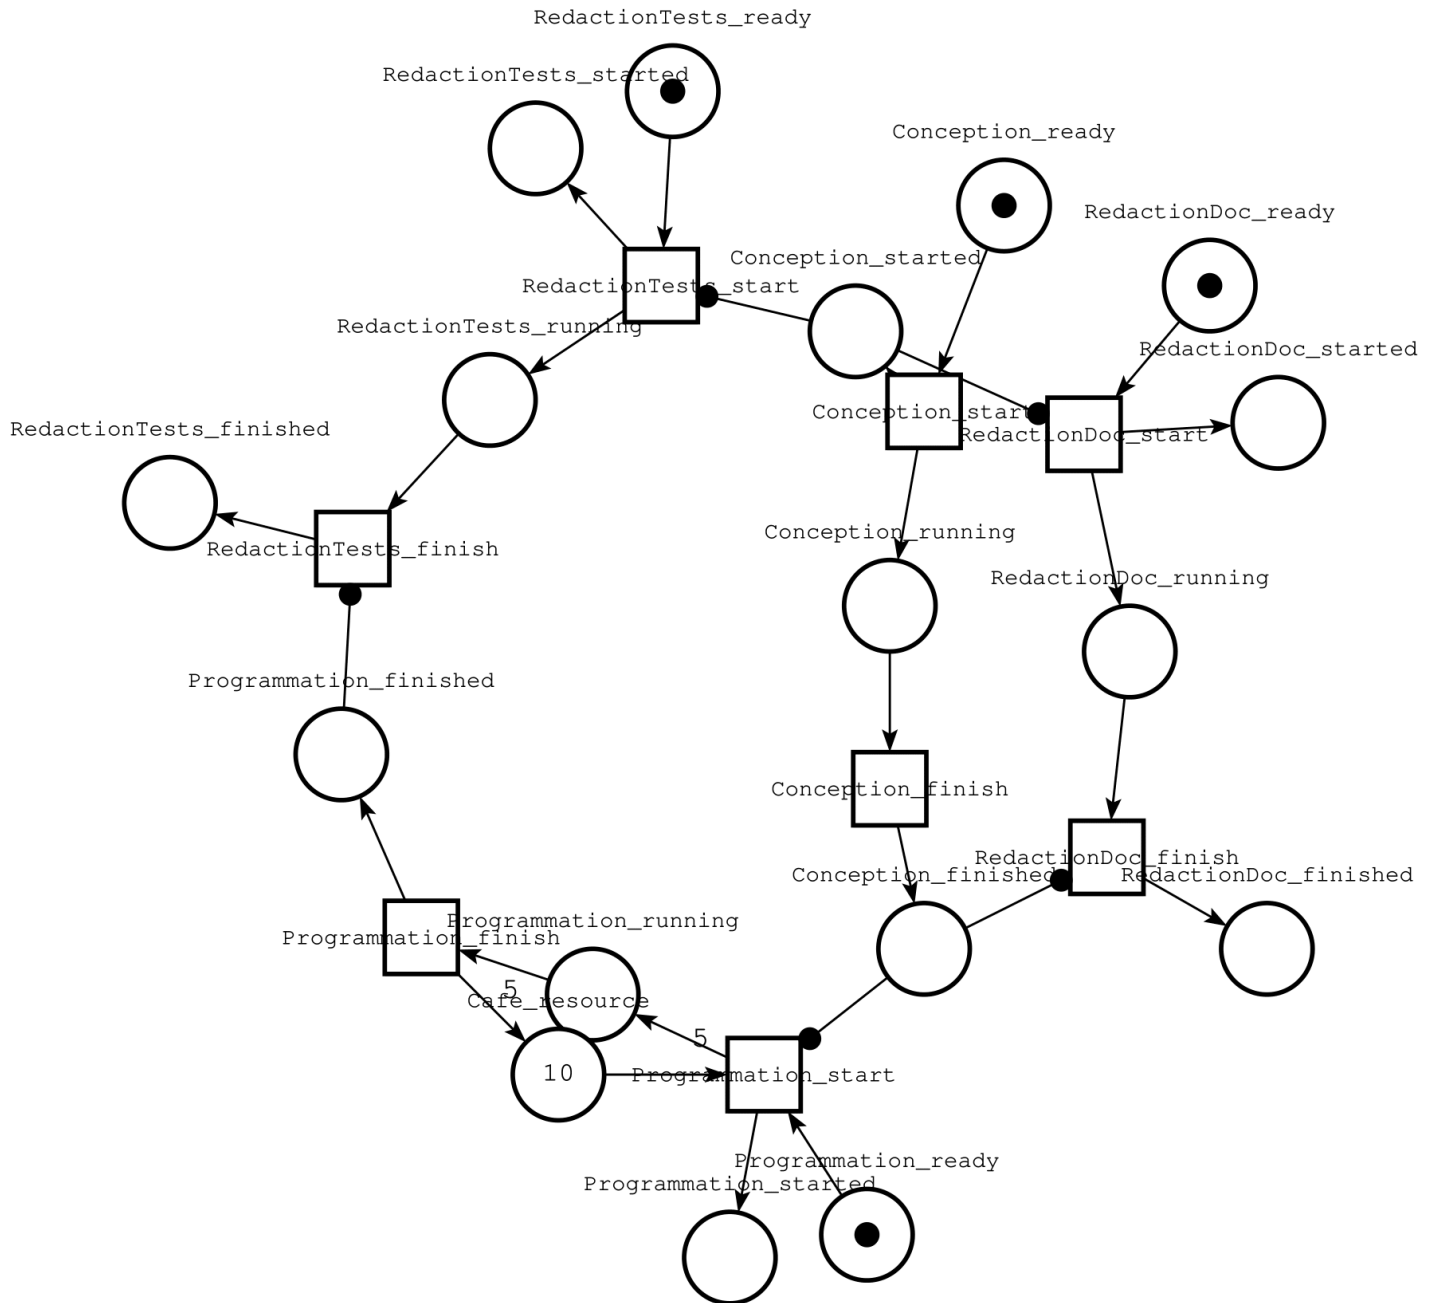 RedactionTests_ready
RedactionTests_started
Conception_ready
RedactionDoc_ready
Conception_started
RedactionTests_start
RedactionTests_running
RedactionDoc_started
Conception_start
RedactionDoc_start
RedactionTests_finished
Conception_running
RedactionTests_finish
RedactionDoc_running
Programmation_finished
Conception_finish
RedactionDoc_finish
Conception_finished
RedactionDoc_finished
Programmation_running
Programmation_finish
5
Cafe_resource
5
10
Programmation_start
Programmation_ready
Programmation_started